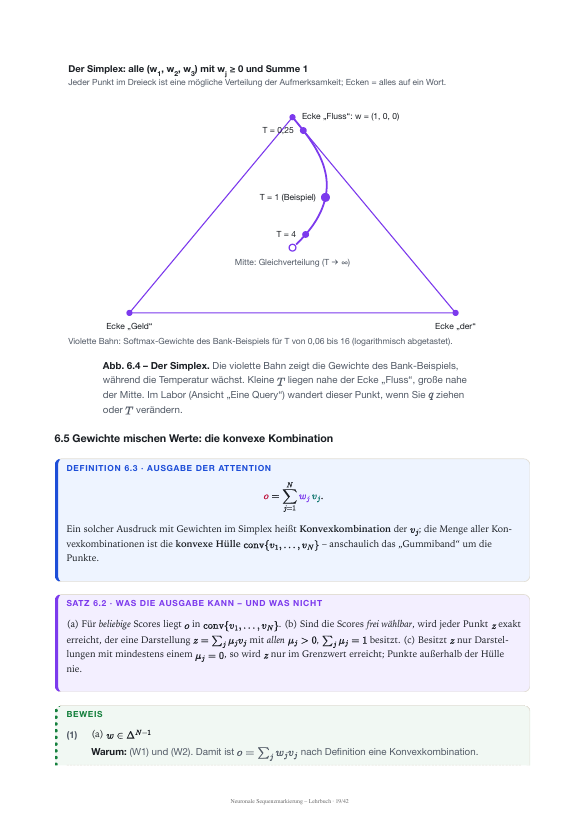 Der Simplex: alle (w₁, w₂, w₃) mit wⱼ ≥ 0 und Summe 1
Jeder Punkt im Dreieck ist eine mögliche Verteilung der Aufmerksamkeit; Ecken = alles auf ein Wort.
Ecke „Fluss“: w = (1, 0, 0)
T = 0,25
T = 1 (Beispiel)
T = 4
Mitte: Gleichverteilung (T → ∞)
Ecke „Geld“
Ecke „der“
Violette Bahn: Softmax-Gewichte des Bank-Beispiels für T von 0,06 bis 16 (logarithmisch abgetastet).
Abb. 6.4 – Der Simplex. Die violette Bahn zeigt die Gewichte des Bank-Beispiels,
während die Temperatur wächst. Kleine T liegen nahe der Ecke „Fluss“, große nahe
der Mitte. Im Labor (Ansicht „Eine Query“) wandert dieser Punkt, wenn Sie q ziehen
oder T verändern.
6.5 Gewichte mischen Werte: die konvexe Kombination
DEFINITION 6.3 · AUSGABE DER ATTENTION
o = ∑_{j=1}^{N} wⱼ vⱼ.
Ein solcher Ausdruck mit Gewichten im Simplex heißt Konvexkombination der vⱼ; die Menge aller Kon-
vexkombinationen ist die konvexe Hülle conv{v₁, . . . , v_N} – anschaulich das „Gummiband“ um die
Punkte.
SATZ 6.2 · WAS DIE AUSGABE KANN – UND WAS NICHT
(a) Für beliebige Scores liegt o in conv{v₁, . . . , v_N}. (b) Sind die Scores frei wählbar, wird jeder Punkt z exakt
erreicht, der eine Darstellung z = ∑ⱼ μⱼvⱼ mit allen μⱼ > 0, ∑ⱼ μⱼ = 1 besitzt. (c) Besitzt z nur Darstel-
lungen mit mindestens einem μⱼ = 0, so wird z nur im Grenzwert erreicht; Punkte außerhalb der Hülle
nie.
BEWEIS
(1) (a) w ∈ Δ^{N−1}
Warum: (W1) und (W2). Damit ist o = ∑ⱼ wⱼvⱼ nach Definition eine Konvexkombination.
Neuronale Sequenzmarkierung – Lehrbuch · 19/42